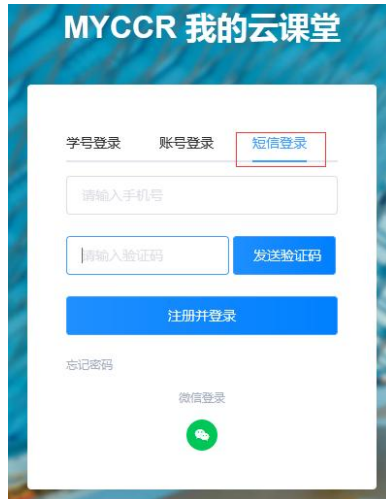 MYCCR 我的云课堂
学号登录 账号登录 短信登录
请输入手机号
请输入验证码 发送验证码
注册并登录
忘记密码
微信登录